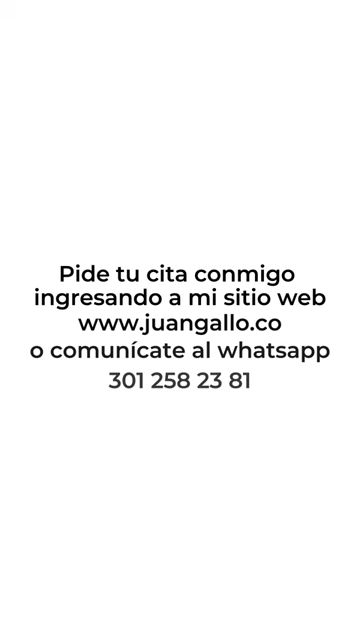 Pide tu cita conmigo
ingresando a mi sitio web
www.juangallo.co
o comunícate al whatsapp
301 258 23 81